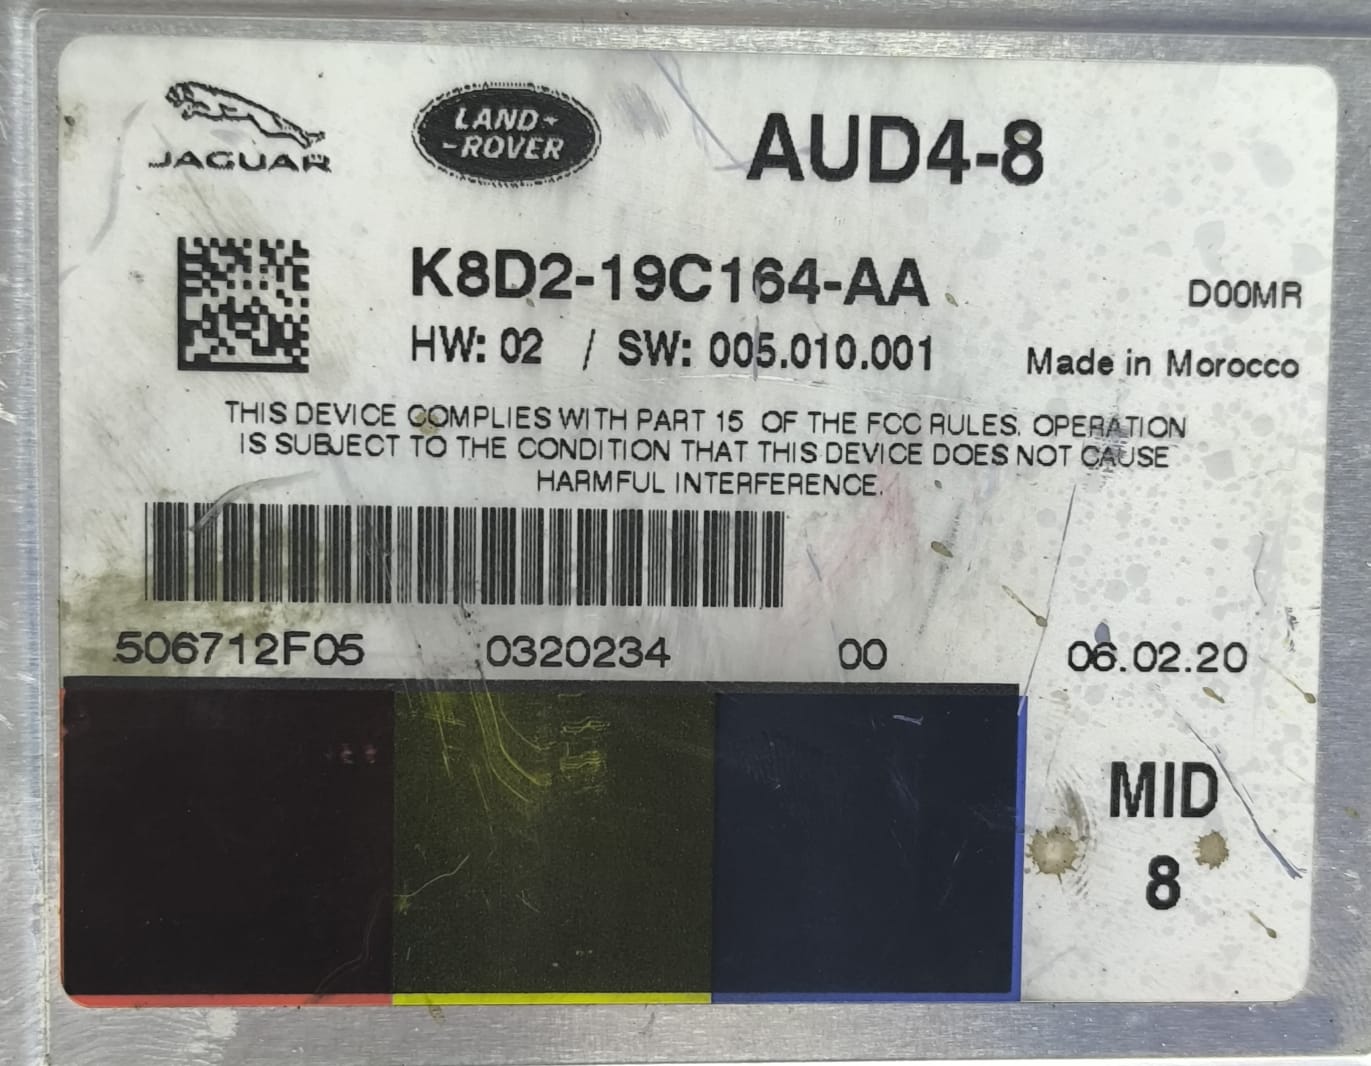 JAGUAR
LAND-
-ROVER
AUD4-8
K8D2-19C164-AA
D00MR
HW: 02 / SW: 005.010.001
Made in Morocco
THIS DEVICE COMPLIES WITH PART 15 OF THE FCC RULES. OPERATION
IS SUBJECT TO THE CONDITION THAT THIS DEVICE DOES NOT CAUSE
HARMFUL INTERFERENCE.
506712F05 0320234 00 06.02.20
MID
8